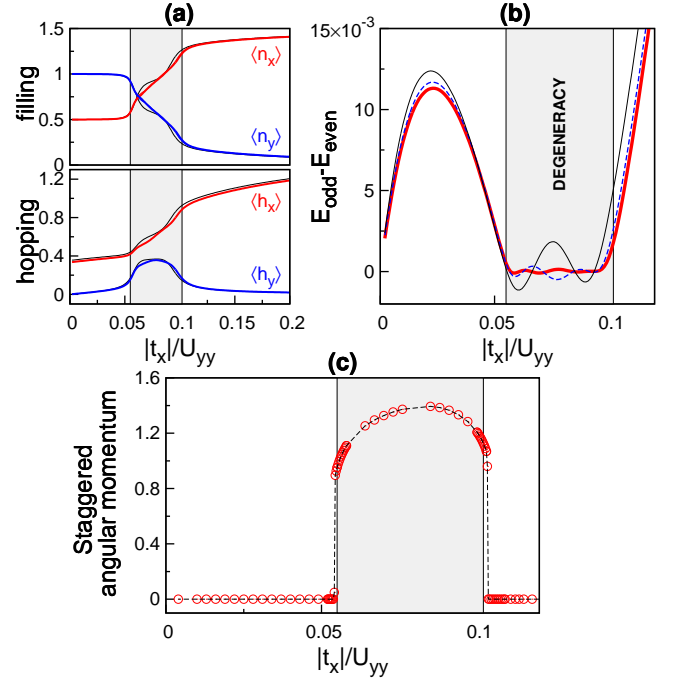 (a)
filling
1.5
1
0.5
0
⟨nx⟩
⟨ny⟩
hopping
1.2
0.8
0.4
0
⟨hx⟩
⟨hy⟩
0 0.05 0.1 0.15 0.2
|tx|/Uyy
(b)
Eodd-Eeven
15×10⁻³
10
5
0
DEGENERACY
0 0.05 0.1
|tx|/Uyy
(c)
Staggered
angular momentum
1.6
1.2
0.8
0.4
0
0 0.05 0.1
|tx|/Uyy